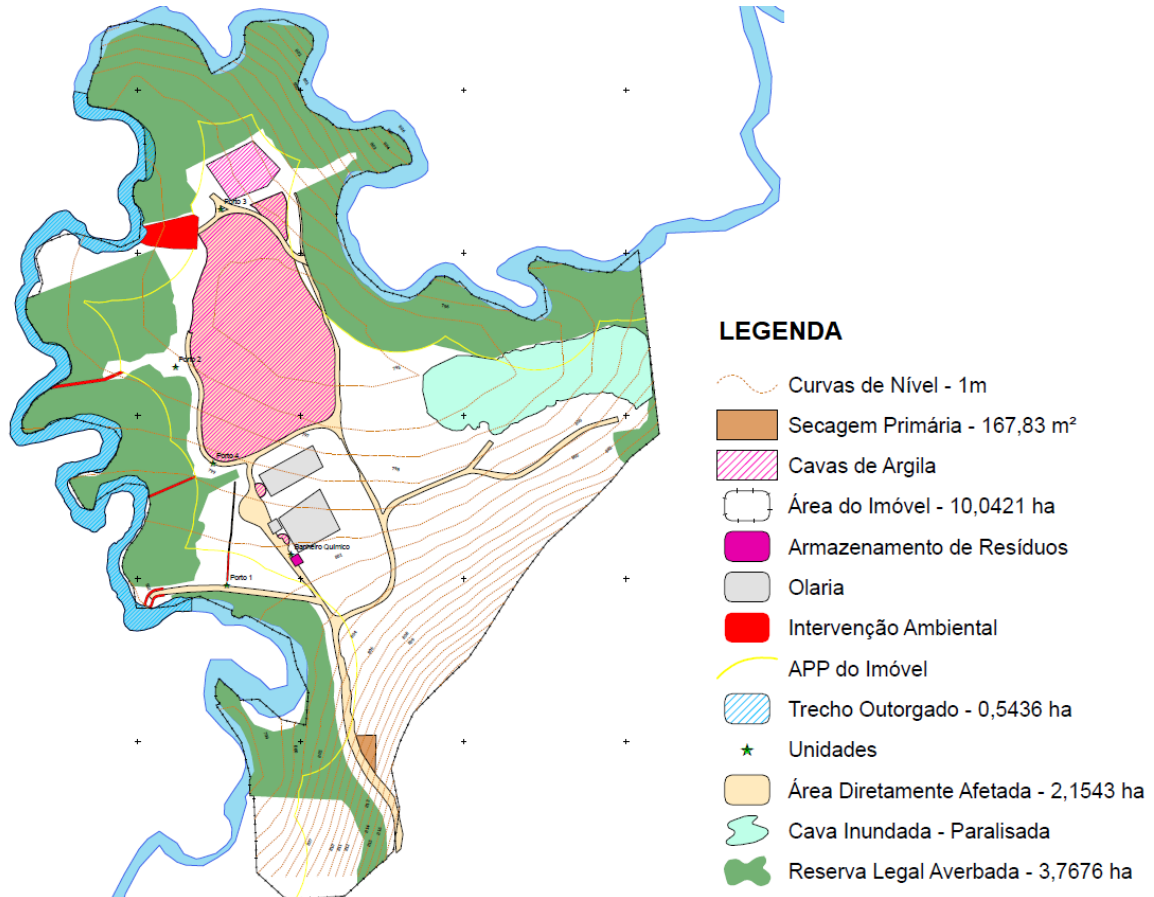 Porto 3
Porto 2
Porto 4
Banheiro Químico
Porto 1
LEGENDA
Curvas de Nível - 1m
Secagem Primária - 167,83 m²
Cavas de Argila
Área do Imóvel - 10,0421 ha
Armazenamento de Resíduos
Olaria
Intervenção Ambiental
APP do Imóvel
Trecho Outorgado - 0,5436 ha
Unidades
Área Diretamente Afetada - 2,1543 ha
Cava Inundada - Paralisada
Reserva Legal Averbada - 3,7676 ha